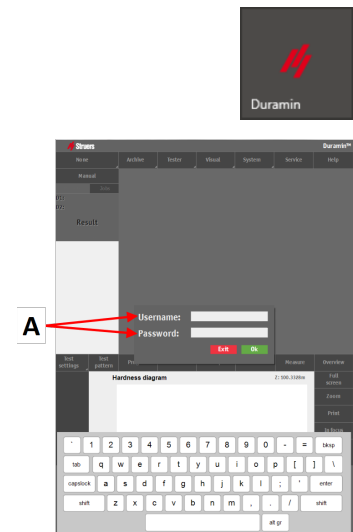 Duramin
Struers Duramin™
None Archive Tester Visual System Service Help
Manual
Result
A
Username:
Password:
Exit Ok
Test settings Test pattern Measure Overview
Hardness diagram
Full screen
Zoom
Print
In focus
` 1 2 3 4 5 6 7 8 9 0 - = bksp
tab q w e r t y u i o p [ ] \
capslock a s d f g h j k l ; ' enter
shift z x c v b n m , . / shift
alt gr